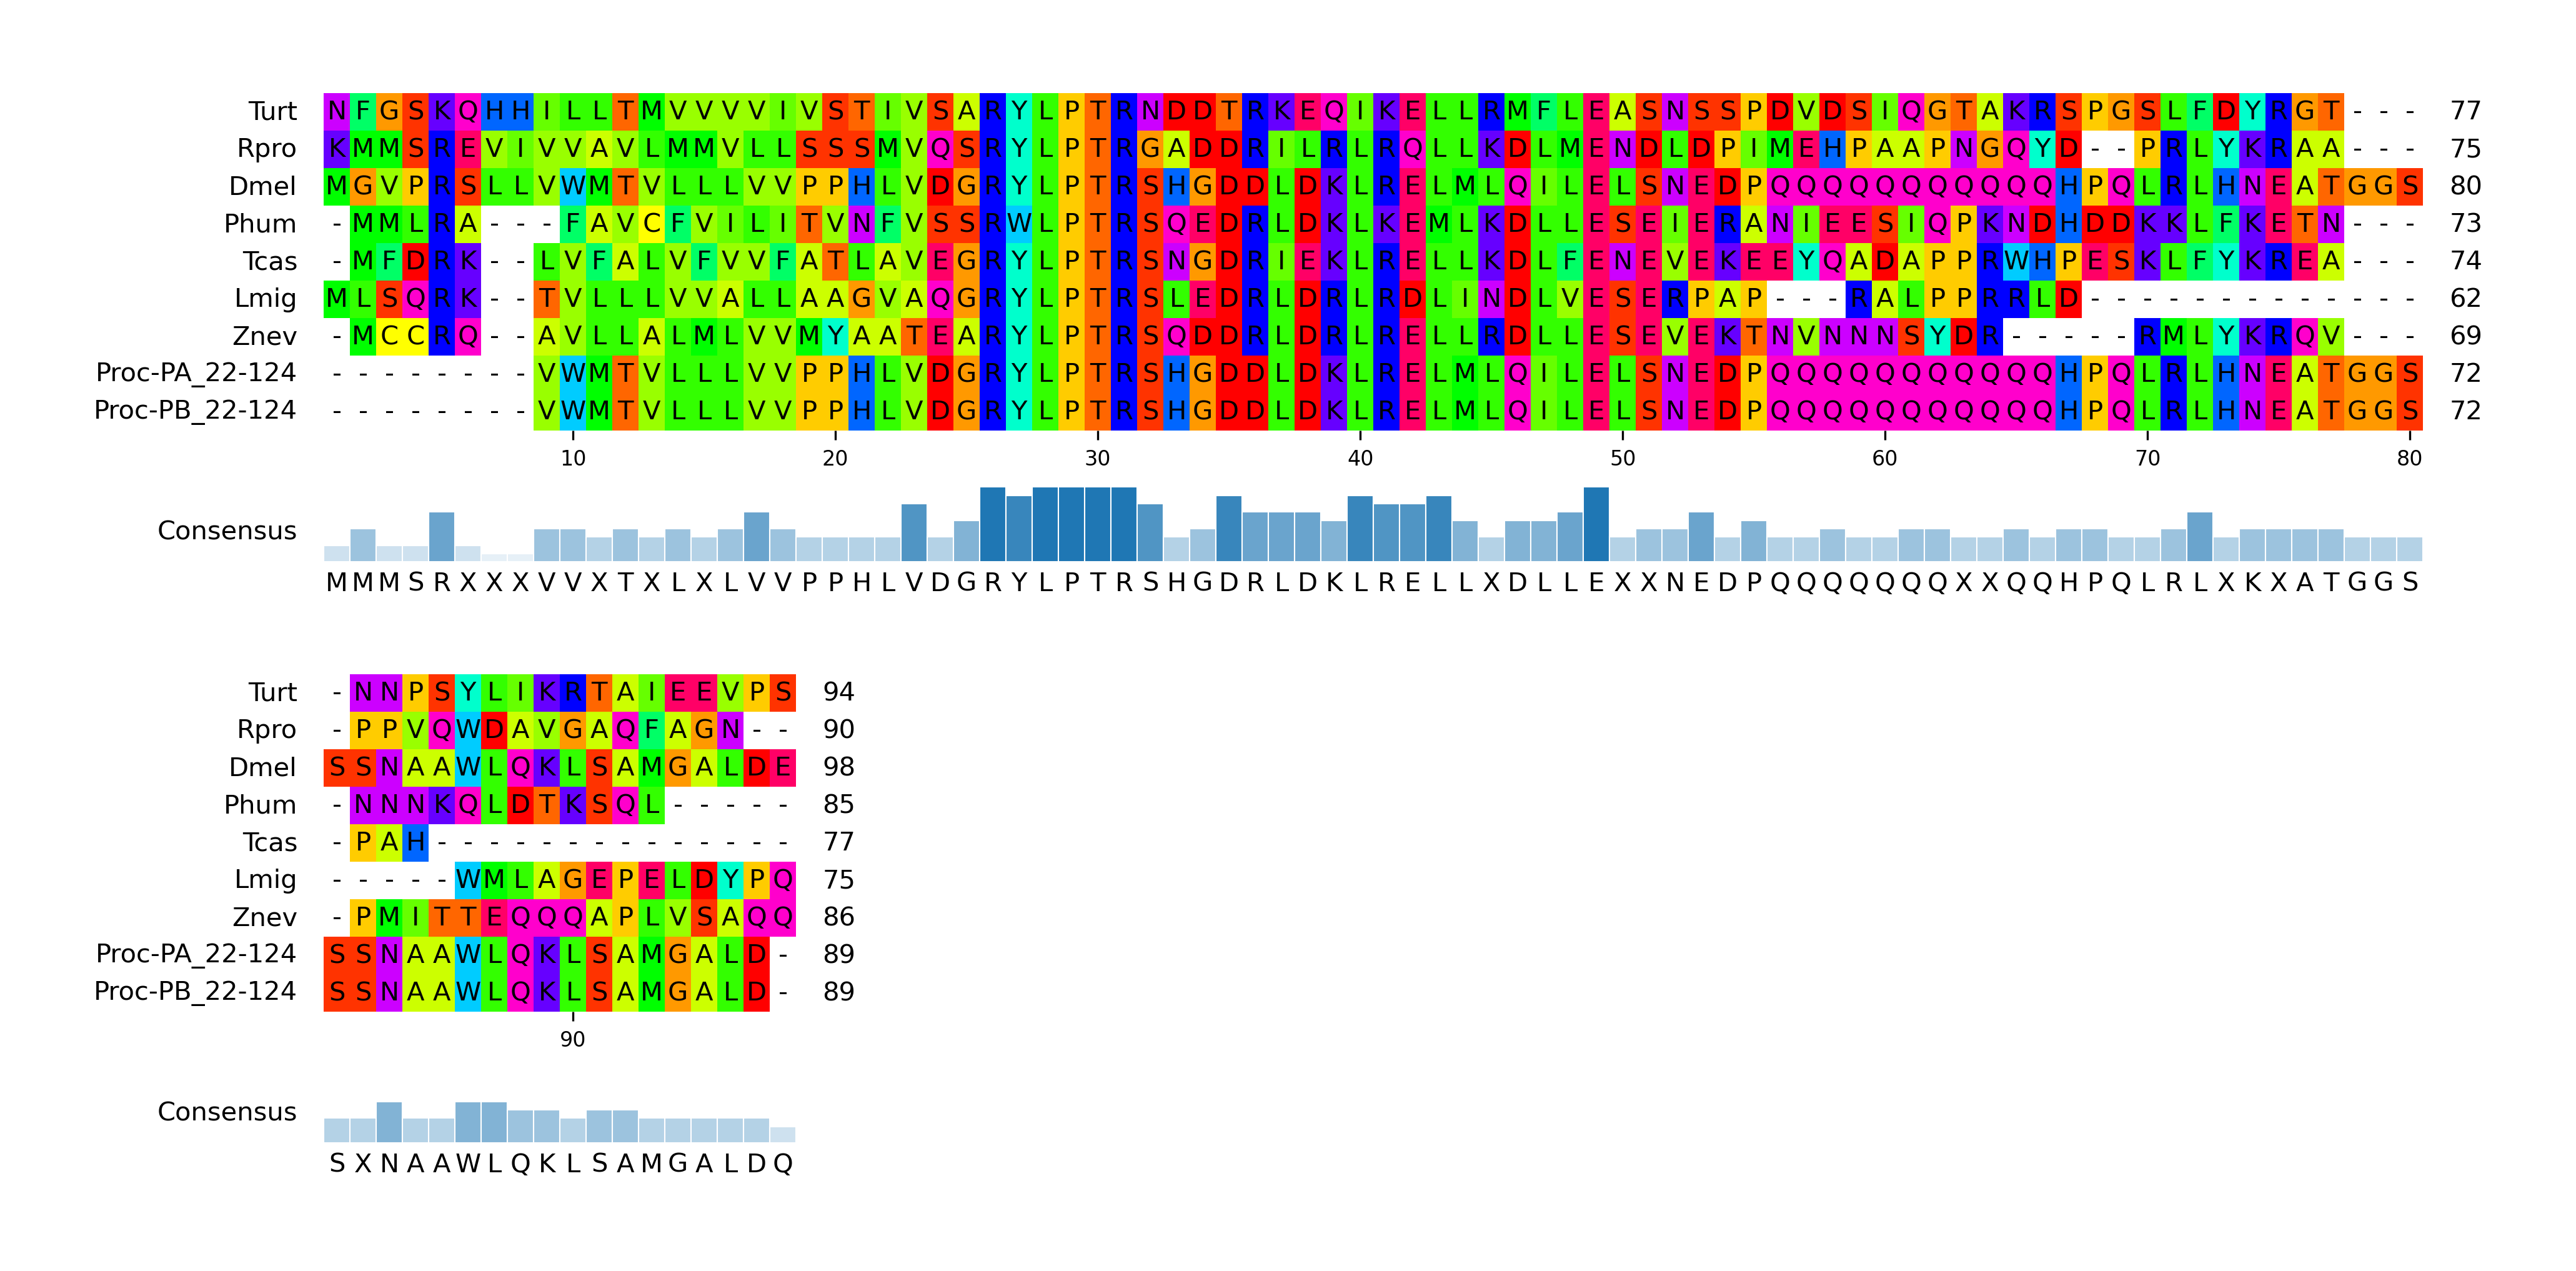 Turt NFGSKQHHILLTMVVVVIVSTIVSARYLPTRNDDTRKEQIKELLRMFLEASNSSPDVDSIQGTAKRSPGSLFDYRGT--- 77
Rpro KMMSREVIVVAVLMMVLLSSSMVQSRYLPTRGADDRILRLRQLLKDLMENDLDPIMEHPAAPNGQYD--PRLYKRAA--- 75
Dmel MGVPRSLLVWMTVLLLVVPPHLVDGRYLPTRSHGDDLDKLRELMLQILELSNEDPQQQQQQQQQQQHPQLRLHNEATGGS 80
Phum -MMLRA---FAVCFVILITVNFVSSRWLPTRSQEDRLDKLKEMLKDLLESEIERANIEESIQPKNDHDDKKLFKETN--- 73
Tcas -MFDRK--LVFALVFVVFATLAVEGRYLPTRSNGDRIEKLRELLKDLFENEVEKEEYQADAPPRWHPESKLFYKREA--- 74
Lmig MLSQRK--TVLLLVVALLAAGVAQGRYLPTRSLEDRLDRLRDLINDLVESERPAP---RALPPRRLD------------- 62
Znev -MCCRQ--AVLLALMLVVMYAATEARYLPTRSQDDRLDRLRELLRDLLESEVEKTNVNNNSYDR-----RMLYKRQV--- 69
Proc-PA_22-124 --------VWMTVLLLVVPPHLVDGRYLPTRSHGDDLDKLRELMLQILELSNEDPQQQQQQQQQQQHPQLRLHNEATGGS 72
Proc-PB_22-124 --------VWMTVLLLVVPPHLVDGRYLPTRSHGDDLDKLRELMLQILELSNEDPQQQQQQQQQQQHPQLRLHNEATGGS 72
10 20 30 40 50 60 70 80
Consensus
MMMSRXXXVVXTXLXLVVPPHLVDGRYLPTRSHGDRLDKLRELLXDLLEXXNEDPQQQQQQQXXQQHPQLRLXKXATGGS
Turt -NNPSYLIKRTAIEEVPS 94
Rpro -PPVQWDAVGAQFAGN-- 90
Dmel SSNAAWLQKLSAMGALDE 98
Phum -NNNKQLDTKSQL----- 85
Tcas -PAH-------------- 77
Lmig -----WMLAGEPELDYPQ 75
Znev -PMITTEQQQAPLVSAQQ 86
Proc-PA_22-124 SSNAAWLQKLSAMGALD- 89
Proc-PB_22-124 SSNAAWLQKLSAMGALD- 89
90
Consensus
SXNAAWLQKLSAMGALDQ